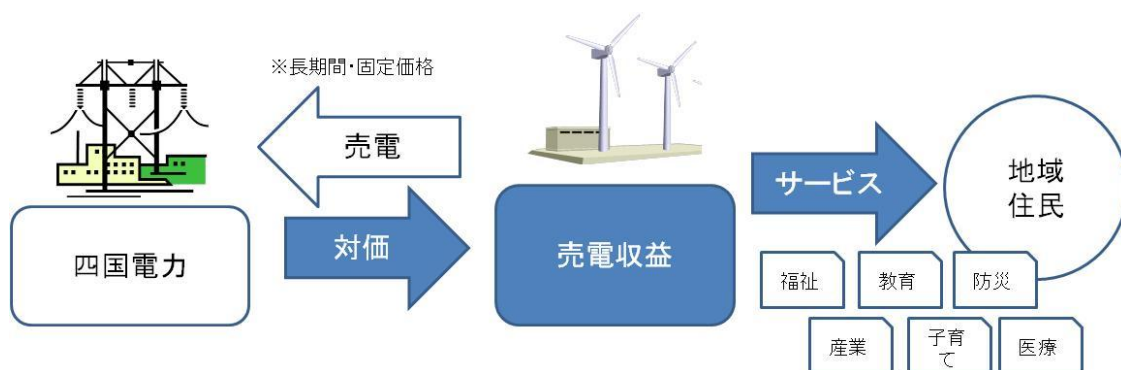 ※長期間・固定価格
売電
四国電力
対価
売電収益
サービス
地域
住民
福祉
教育
防災
産業
子育
て
医療